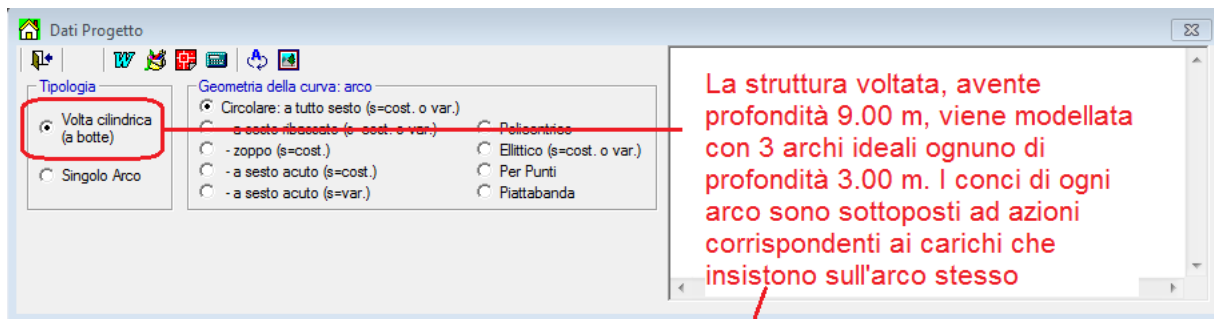 Dati Progetto
Tipologia
Volta cilindrica
(a botte)
Singolo Arco
Geometria della curva: arco
Circolare: a tutto sesto (s=cost. o var.)
- a sesto ribassato (s=cost. o var.)
- zoppo (s=cost.)
- a sesto acuto (s=cost.)
- a sesto acuto (s=var.)
Policentrico
Ellittico (s=cost. o var.)
Per Punti
Piattabanda
La struttura voltata, avente
profondità 9.00 m, viene modellata
con 3 archi ideali ognuno di
profondità 3.00 m. I conci di ogni
arco sono sottoposti ad azioni
corrispondenti ai carichi che
insistono sull'arco stesso